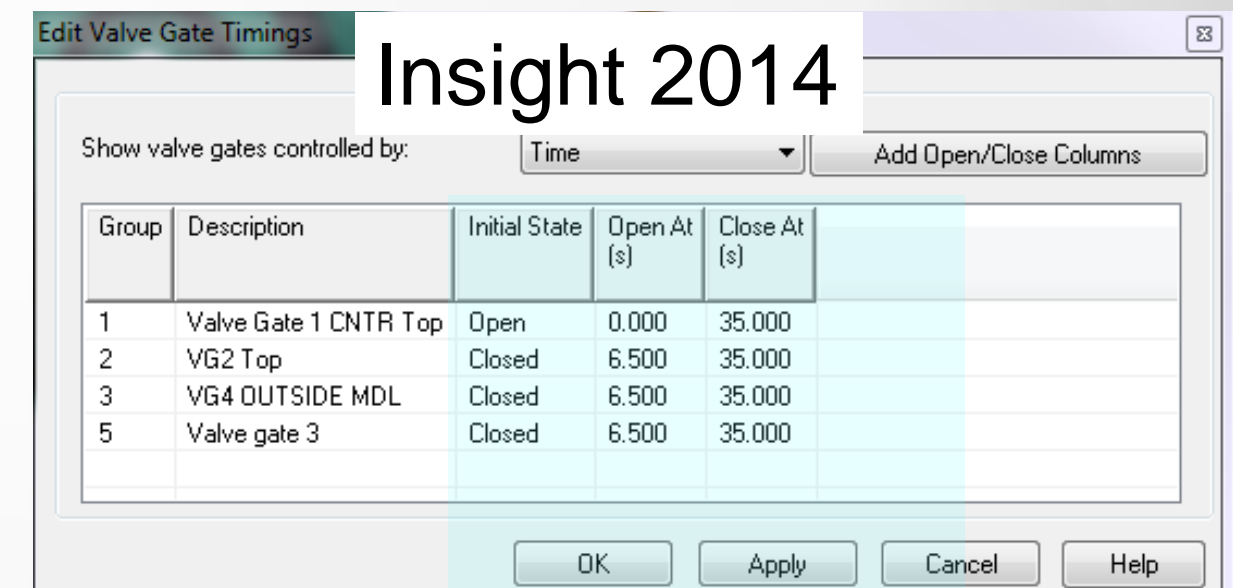 Edit Valve Gate Timings
Insight 2014
Show valve gates controlled by: Time Add Open/Close Columns
Group Description Initial State Open At (s) Close At (s)
1 Valve Gate 1 CNTR Top Open 0.000 35.000
2 VG2 Top Closed 6.500 35.000
3 VG4 OUTSIDE MDL Closed 6.500 35.000
5 Valve gate 3 Closed 6.500 35.000
OK Apply Cancel Help